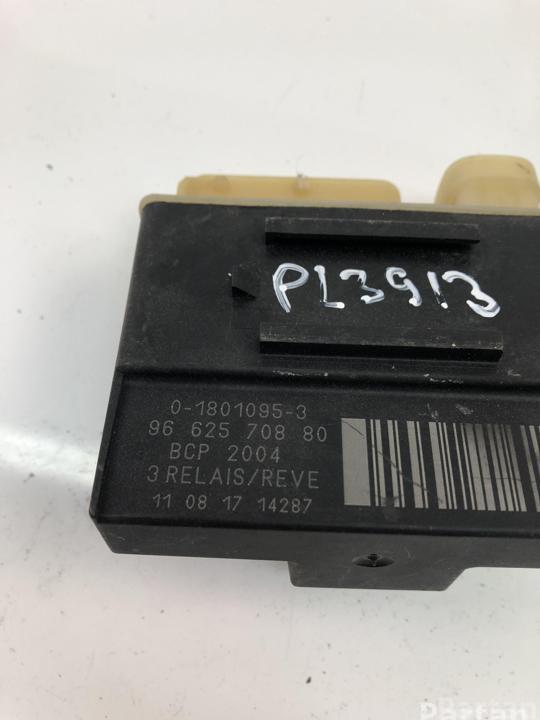 PL3913
0-1801095-3
96 625 708 80
BCP 2004
3 RELAIS/REVE
11 08 17 14287